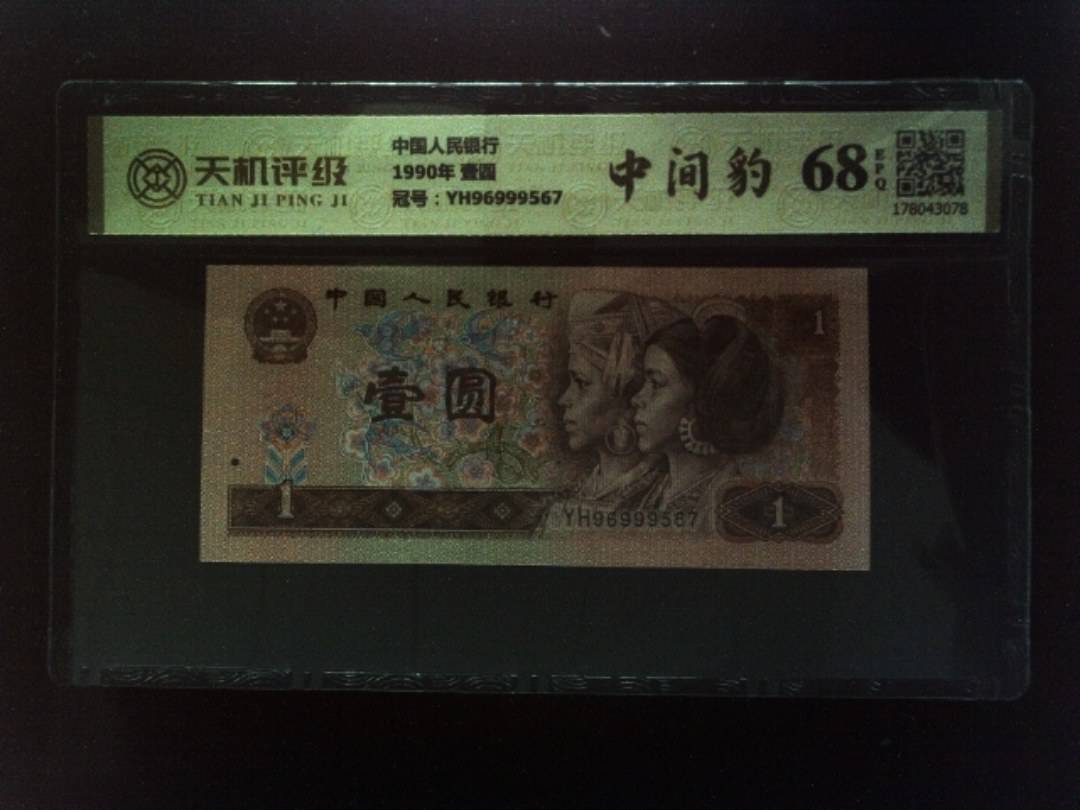 天机评级
TIAN JI PING JI
中国人民银行
1990年 壹圆
冠号：YH96999567
中间豹
68
EPQ
178043078
中国人民银行
1
壹圆
1
YH96999567
1